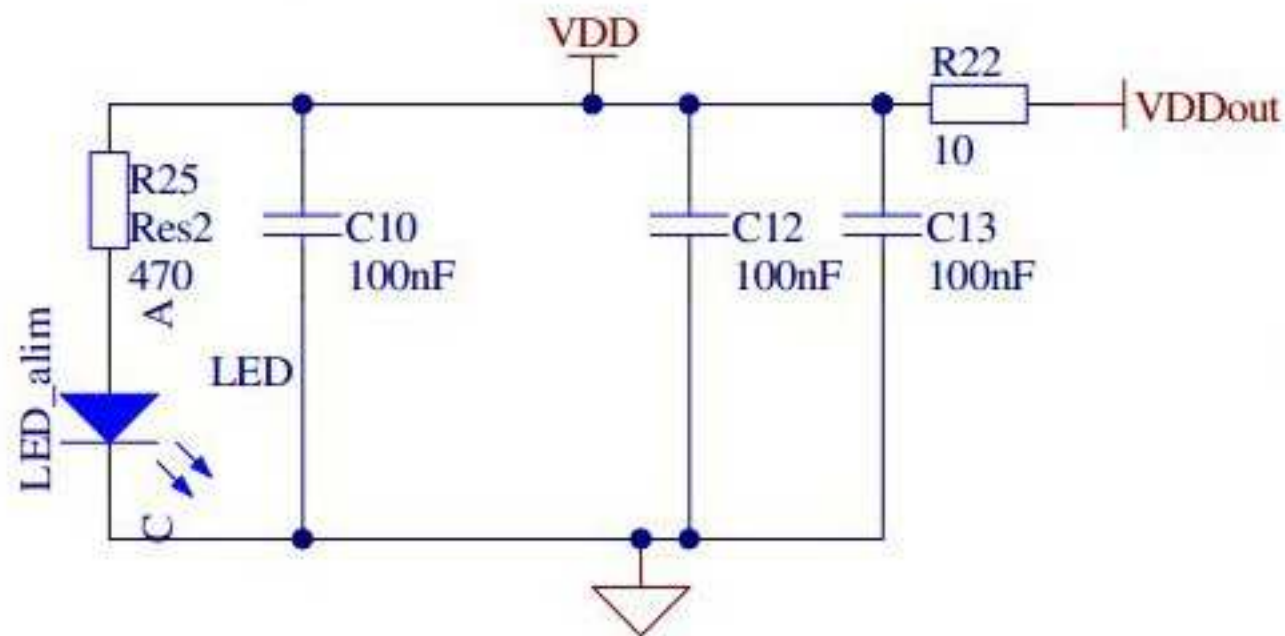 VDD
R22
VDDout
10
R25
Res2
470
C10
100nF
C12
100nF
C13
100nF
A
LED_alim
LED
C